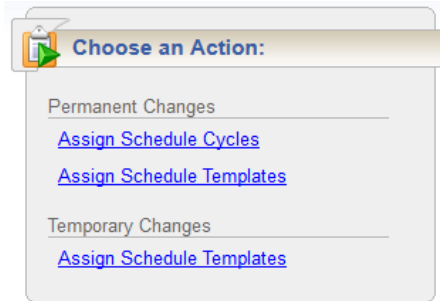 Choose an Action:
Permanent Changes
Assign Schedule Cycles
Assign Schedule Templates
Temporary Changes
Assign Schedule Templates